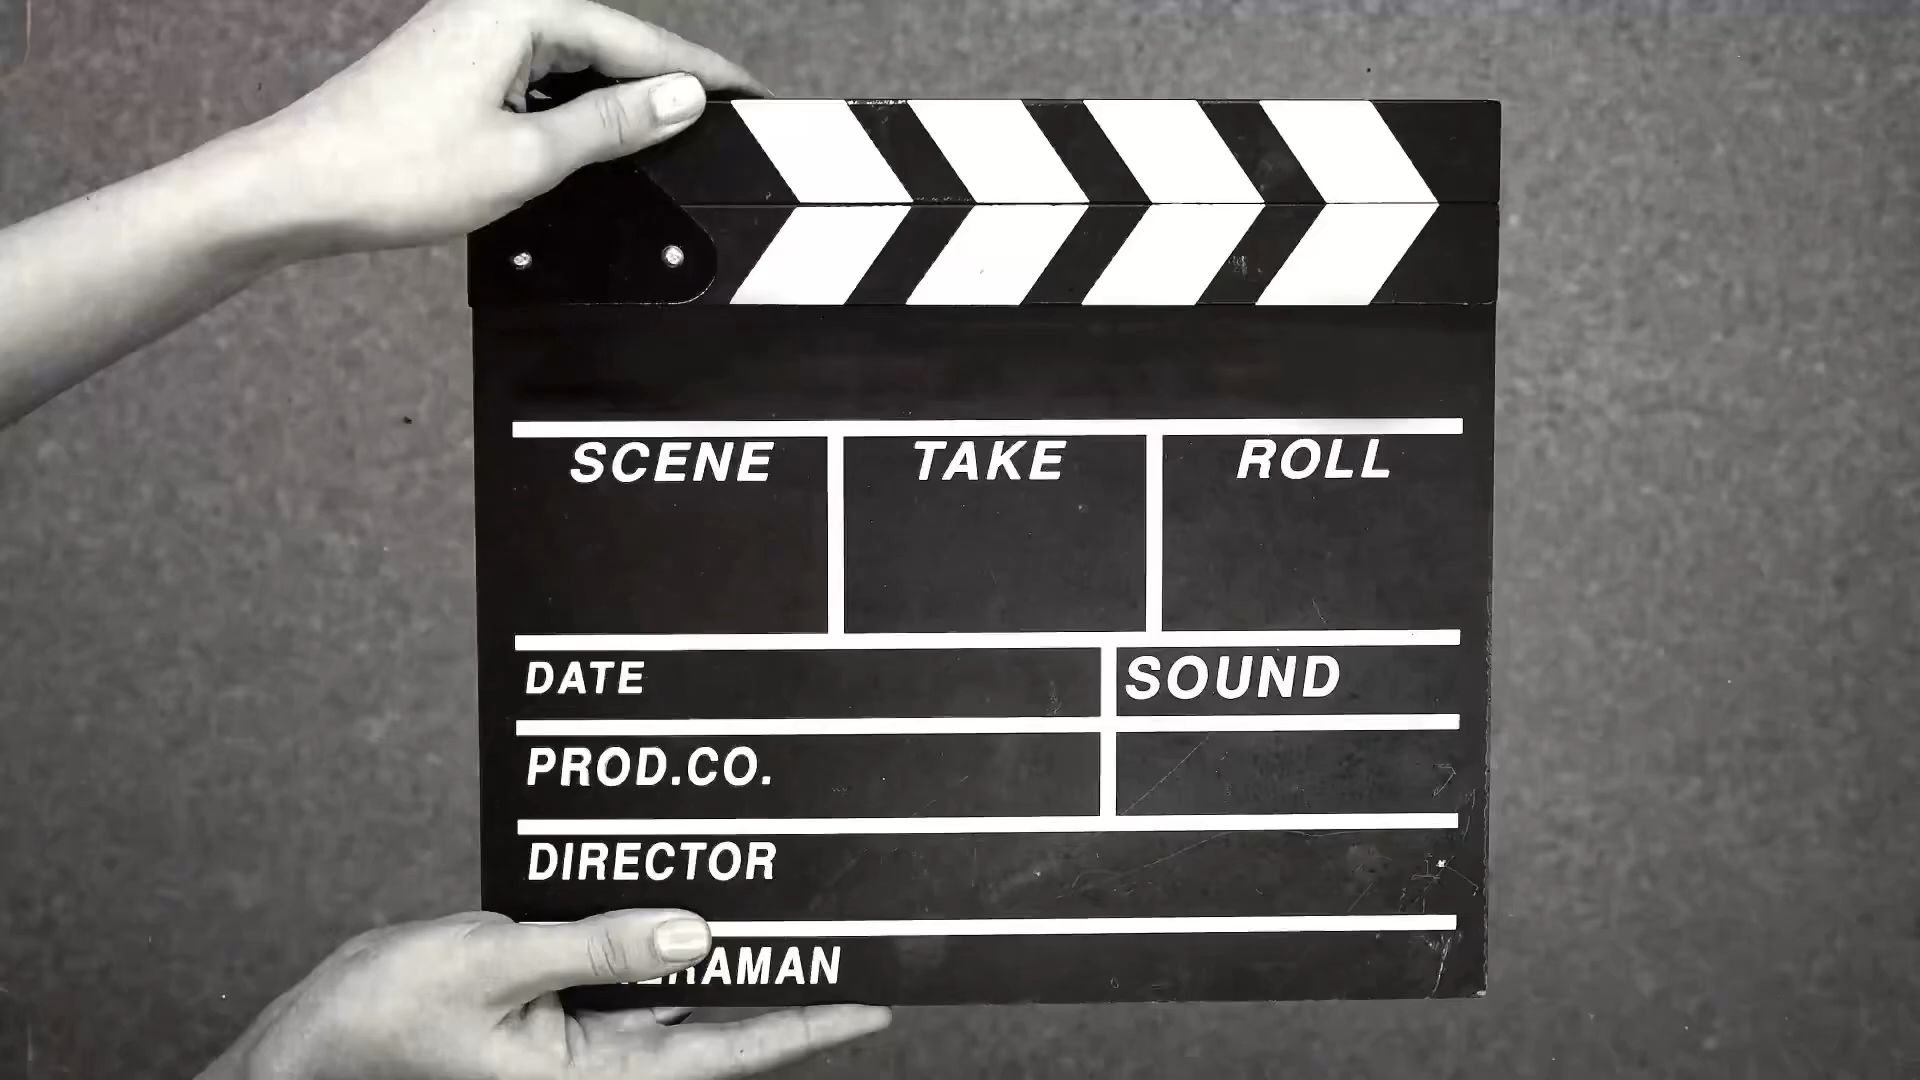 SCENE TAKE ROLL
DATE SOUND
PROD.CO.
DIRECTOR